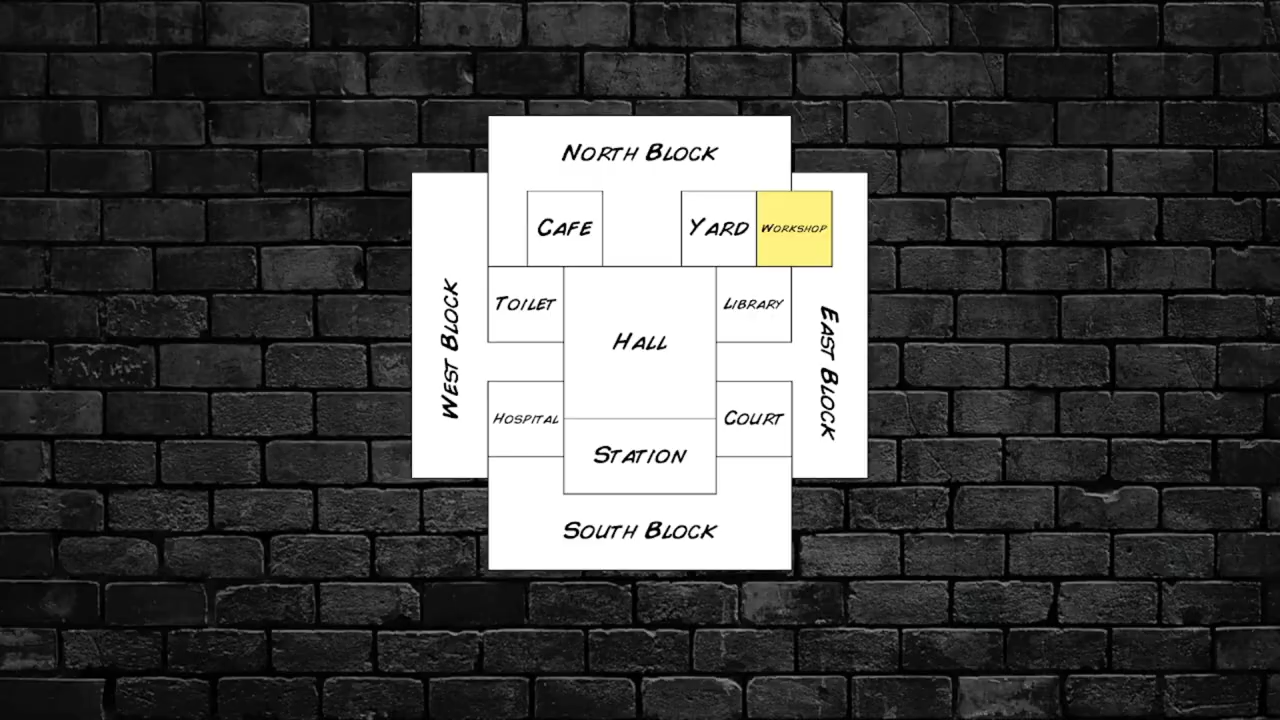 North Block
Cafe
Yard
Workshop
West Block
Toilet
Hall
Library
East Block
Hospital
Station
Court
South Block